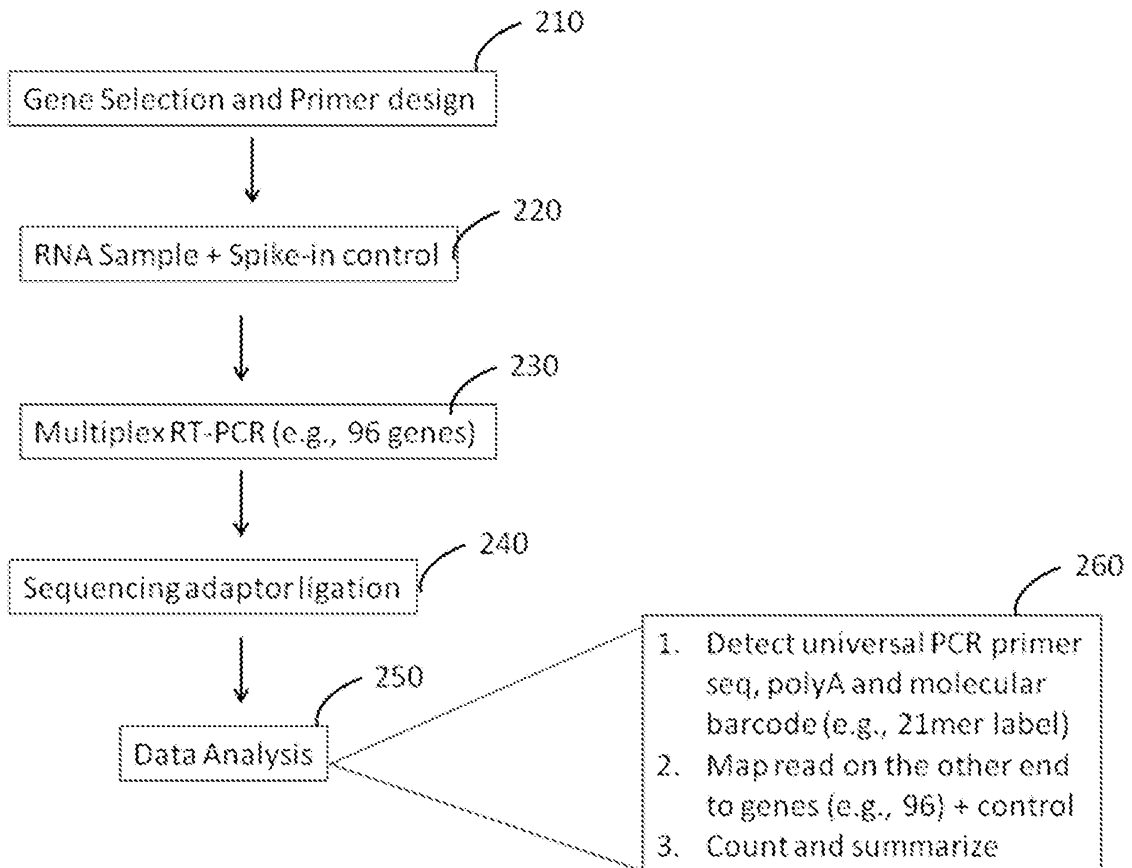 210
Gene Selection and Primer design
220
RNA Sample + Spike-in control
230
Multiplex RT-PCR (e.g., 96 genes)
240
Sequencing adaptor ligation
250
Data Analysis
260
1. Detect universal PCR primer
seq, polyA and molecular
barcode (e.g., 21mer label)
2. Map read on the other end
to genes (e.g., 96) + control
3. Count and summarize